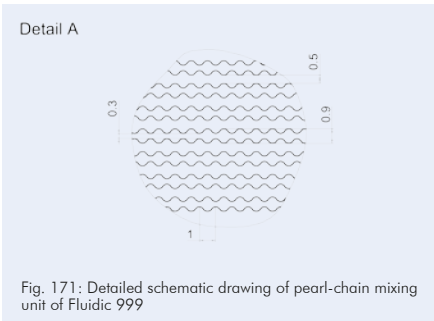 Detail A
0.5
0.3
0.9
1
Fig. 171: Detailed schematic drawing of pearl-chain mixing
unit of Fluidic 999